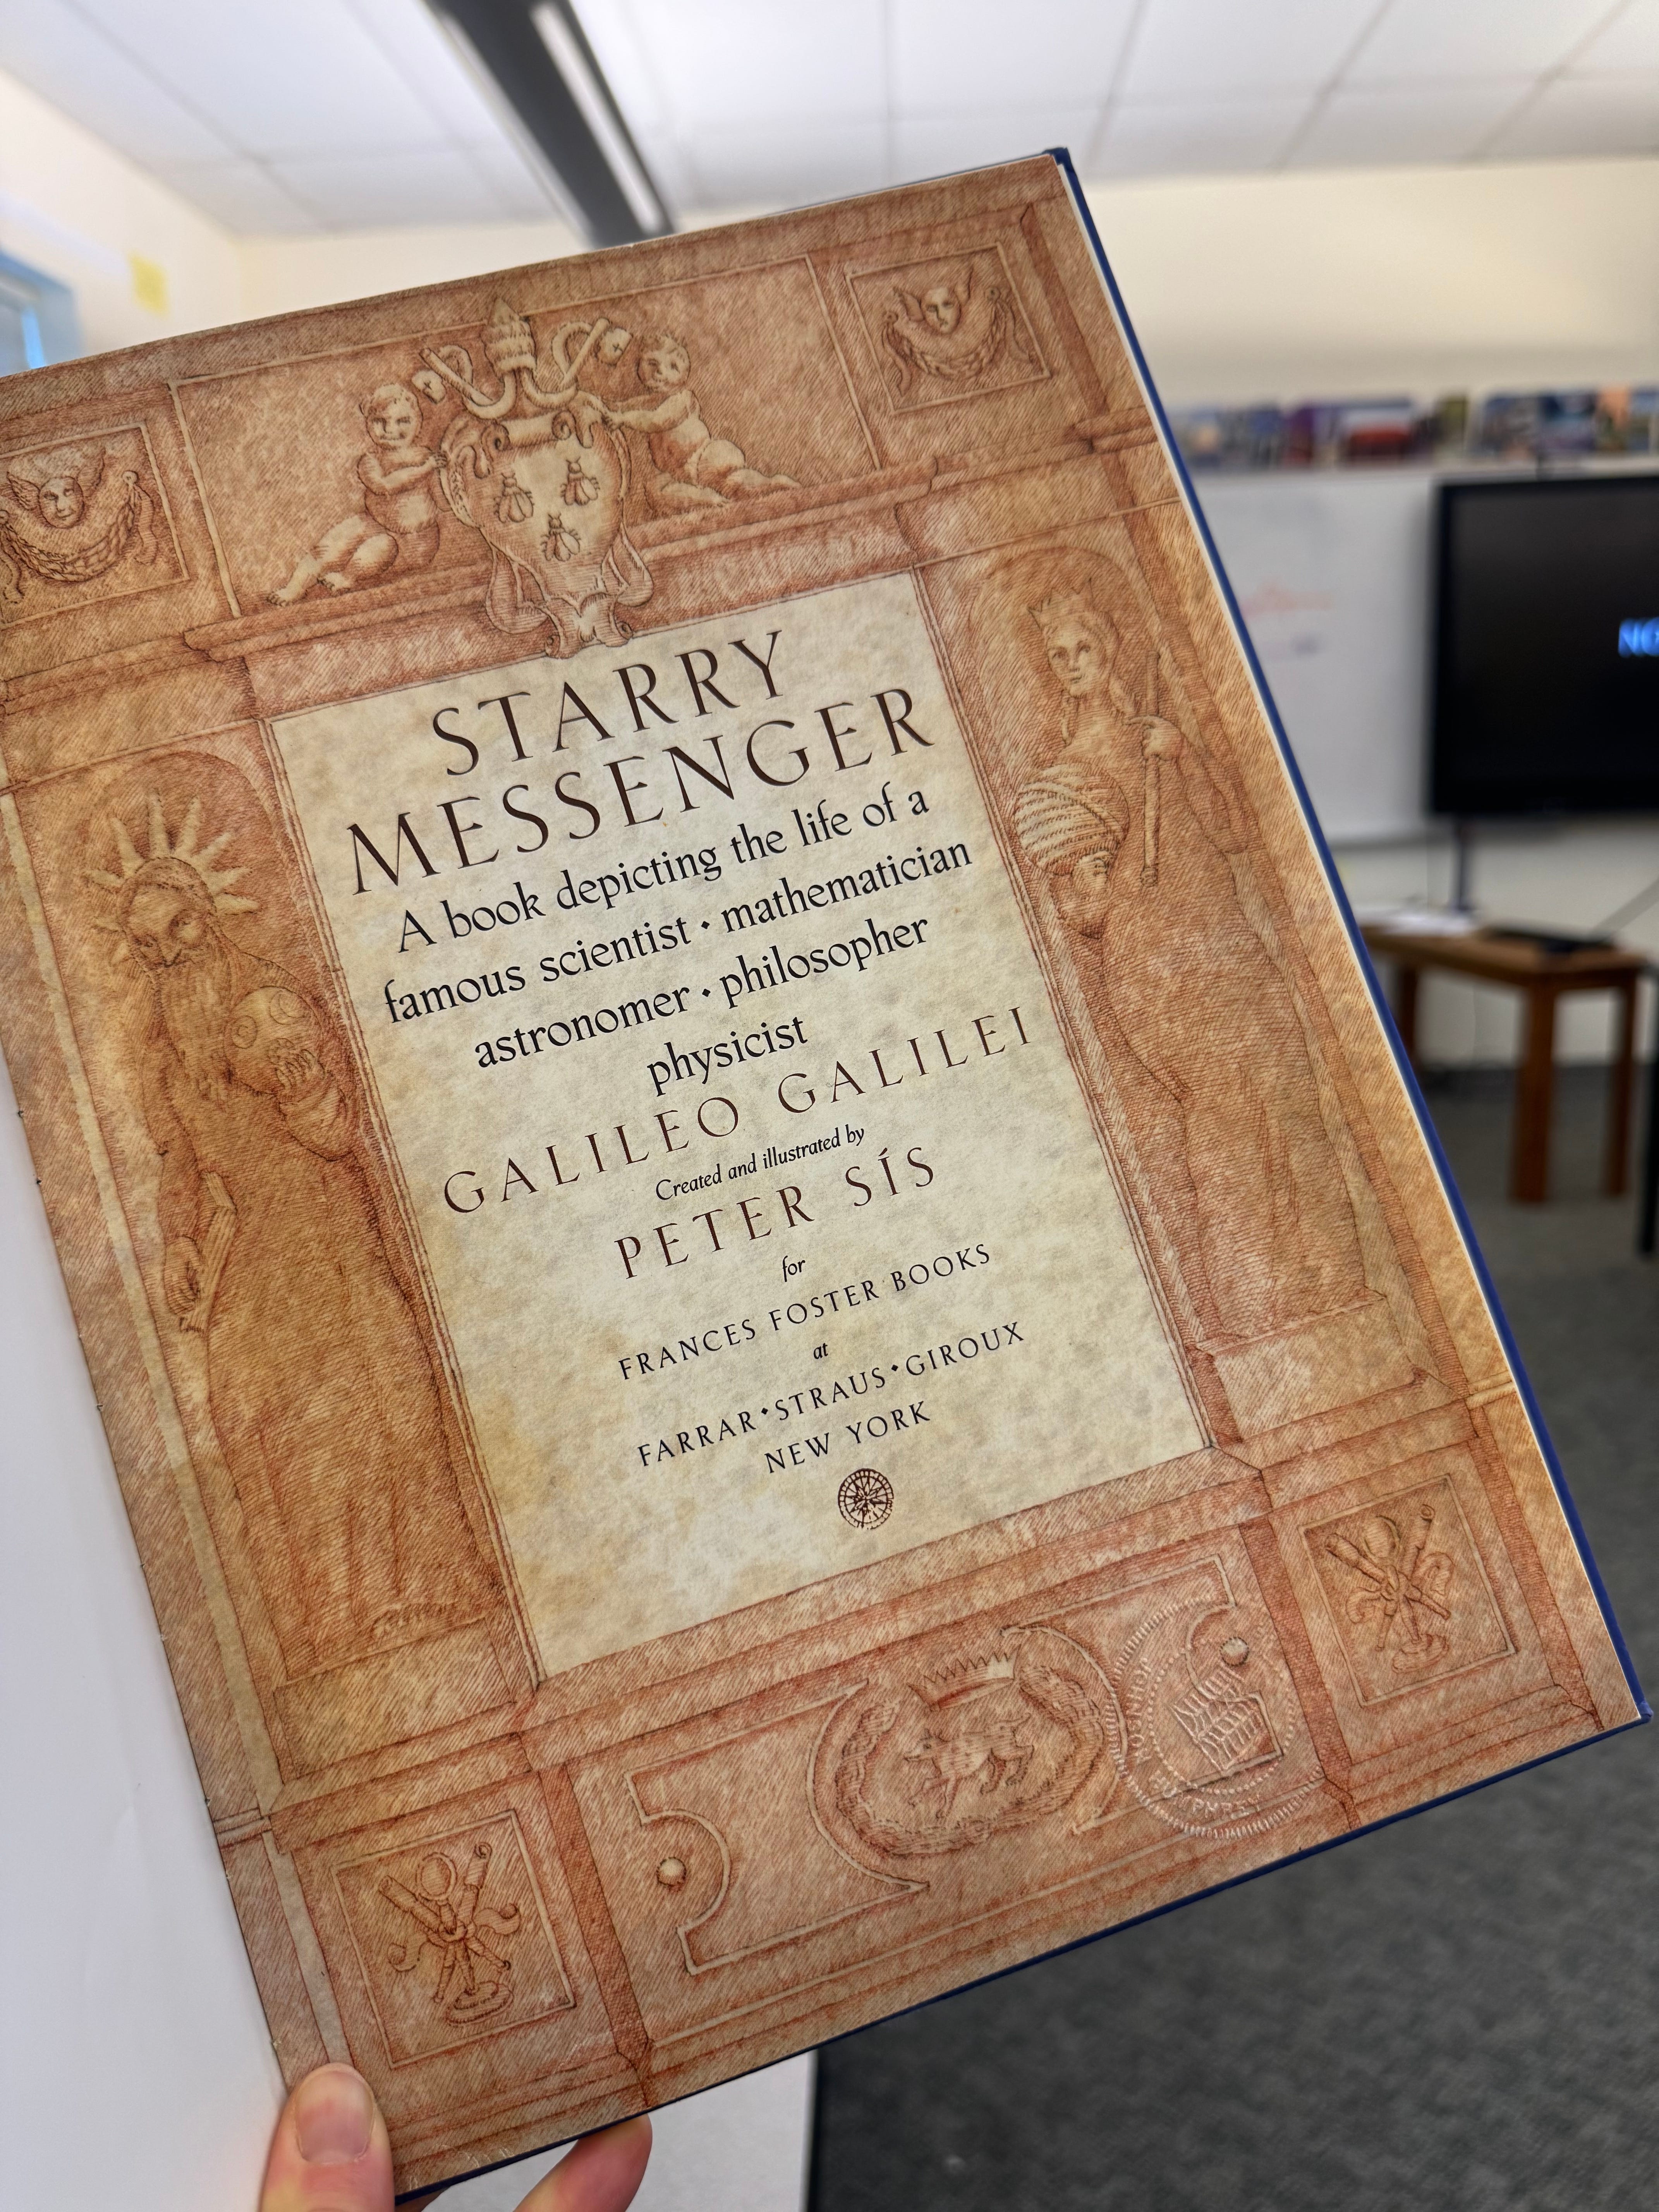 STARRY
MESSENGER
A book depicting the life of a
famous scientist • mathematician
astronomer • philosopher
physicist
GALILEO GALILEI
Created and illustrated by
PETER SÍS
for
FRANCES FOSTER BOOKS
at
FARRAR • STRAUS • GIROUX
NEW YORK